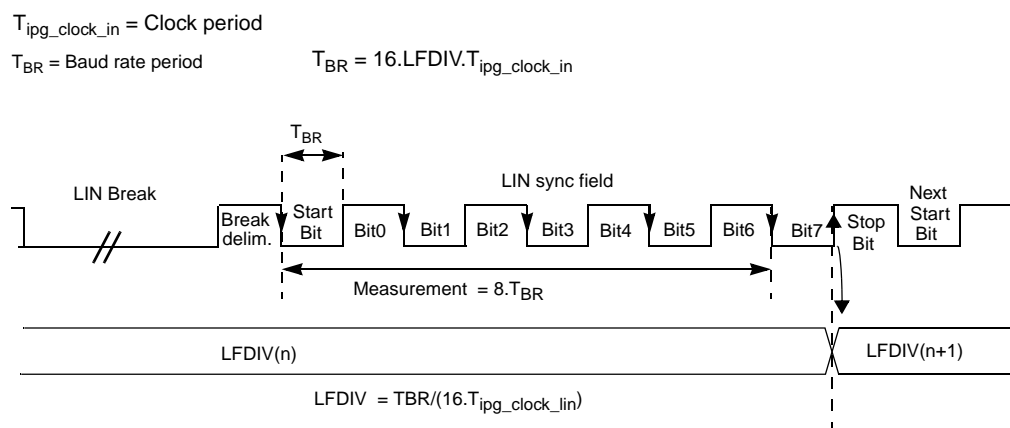 T_ipg_clock_in = Clock period
T_BR = Baud rate period
T_BR = 16.LFDIV.T_ipg_clock_in
T_BR
LIN Break
LIN sync field
Break delim.
Start Bit
Bit0
Bit1
Bit2
Bit3
Bit4
Bit5
Bit6
Bit7
Stop Bit
Next Start Bit
Measurement = 8.T_BR
LFDIV(n)
LFDIV(n+1)
LFDIV = TBR/(16.T_ipg_clock_lin)